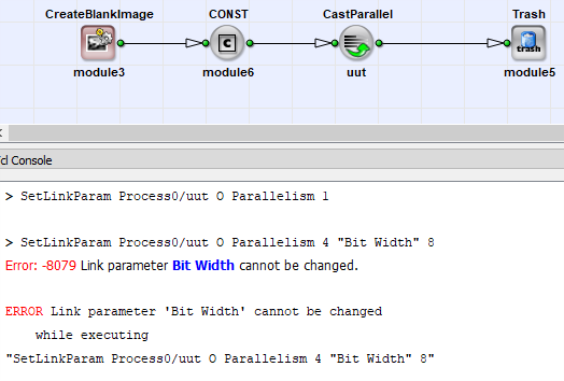 CreateBlankImage CONST CastParallel Trash
C trash
module3 module6 uut module5
Tcl Console
> SetLinkParam Process0/uut O Parallelism 1
> SetLinkParam Process0/uut O Parallelism 4 "Bit Width" 8
Error: -8079 Link parameter Bit Width cannot be changed.
ERROR Link parameter 'Bit Width' cannot be changed
while executing
"SetLinkParam Process0/uut O Parallelism 4 "Bit Width" 8"